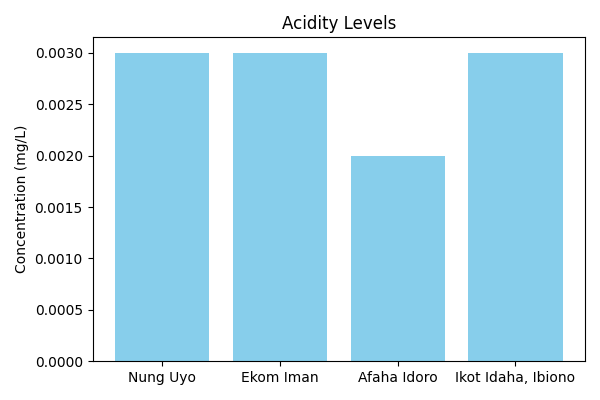 Acidity Levels
Concentration (mg/L)
0.0030
0.0025
0.0020
0.0015
0.0010
0.0005
0.0000
Nung Uyo Ekom Iman Afaha Idoro Ikot Idaha, Ibiono